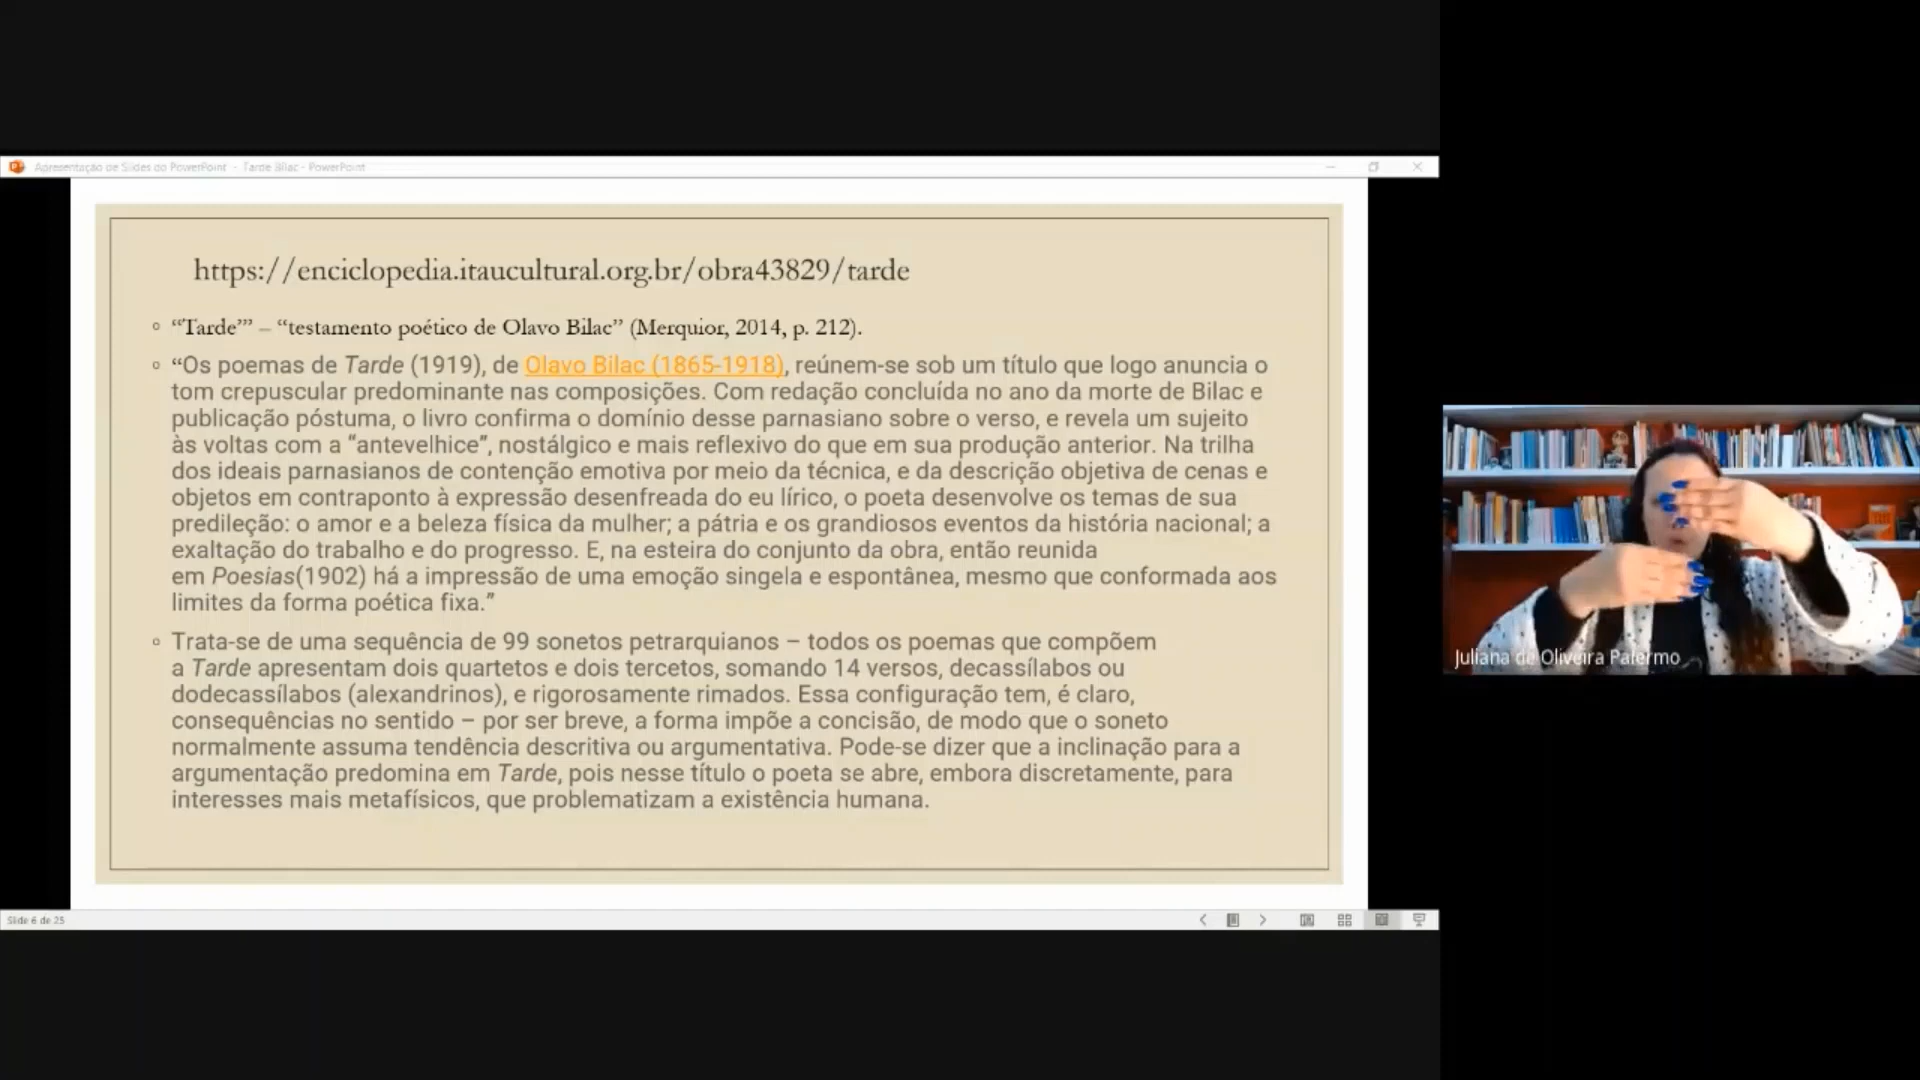 Apresentação de Slides do PowerPoint - Tarde Bilac - PowerPoint
https://enciclopedia.itaucultural.org.br/obra43829/tarde
“Tarde”’ – “testamento poético de Olavo Bilac” (Merquior, 2014, p. 212).
“Os poemas de Tarde (1919), de Olavo Bilac (1865-1918), reúnem-se sob um título que logo anuncia o
tom crepuscular predominante nas composições. Com redação concluída no ano da morte de Bilac e
publicação póstuma, o livro confirma o domínio desse parnasiano sobre o verso, e revela um sujeito
às voltas com a “antevelhice”, nostálgico e mais reflexivo do que em sua produção anterior. Na trilha
dos ideais parnasianos de contenção emotiva por meio da técnica, e da descrição objetiva de cenas e
objetos em contraponto à expressão desenfreada do eu lírico, o poeta desenvolve os temas de sua
predileção: o amor e a beleza física da mulher; a pátria e os grandiosos eventos da história nacional; a
exaltação do trabalho e do progresso. E, na esteira do conjunto da obra, então reunida
em Poesias(1902) há a impressão de uma emoção singela e espontânea, mesmo que conformada aos
limites da forma poética fixa.”
Trata-se de uma sequência de 99 sonetos petrarquianos – todos os poemas que compõem
a Tarde apresentam dois quartetos e dois tercetos, somando 14 versos, decassílabos ou
dodecassílabos (alexandrinos), e rigorosamente rimados. Essa configuração tem, é claro,
consequências no sentido – por ser breve, a forma impõe a concisão, de modo que o soneto
normalmente assuma tendência descritiva ou argumentativa. Pode-se dizer que a inclinação para a
argumentação predomina em Tarde, pois nesse título o poeta se abre, embora discretamente, para
interesses mais metafísicos, que problematizam a existência humana.
Slide 6 de 25
Juliana de Oliveira Palermo